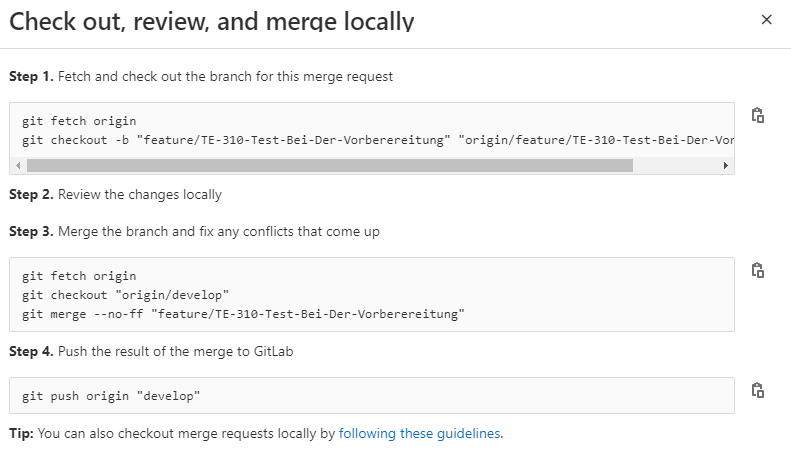 Check out, review, and merge locally
Step 1. Fetch and check out the branch for this merge request
git fetch origin
git checkout -b "feature/TE-310-Test-Bei-Der-Vorberereitung" "origin/feature/TE-310-Test-Bei-Der-Vor
Step 2. Review the changes locally
Step 3. Merge the branch and fix any conflicts that come up
git fetch origin
git checkout "origin/develop"
git merge --no-ff "feature/TE-310-Test-Bei-Der-Vorberereitung"
Step 4. Push the result of the merge to GitLab
git push origin "develop"
Tip: You can also checkout merge requests locally by following these guidelines.